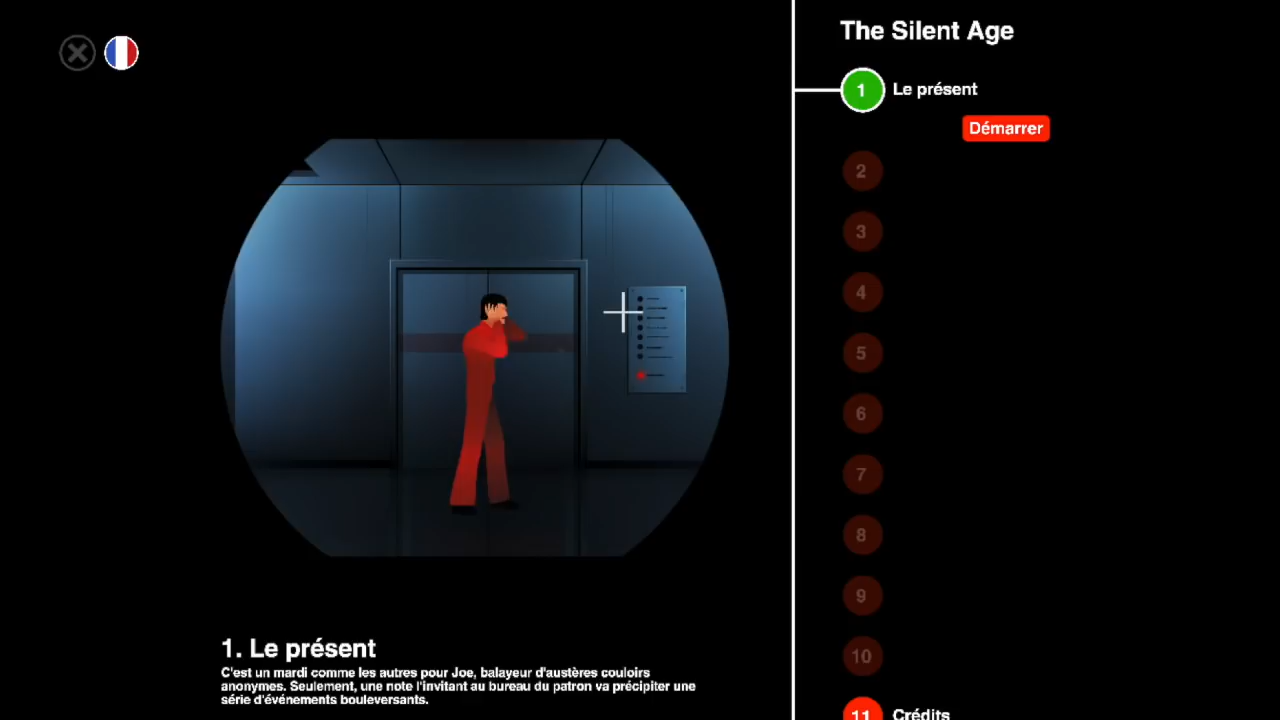 The Silent Age
1 Le présent
Démarrer
2
3
4
5
6
7
8
9
10
11 Crédits
1. Le présent
C'est un mardi comme les autres pour Joe, balayeur d'austères couloirs
anonymes. Seulement, une note l'invitant au bureau du patron va précipiter une
série d'événements bouleversants.